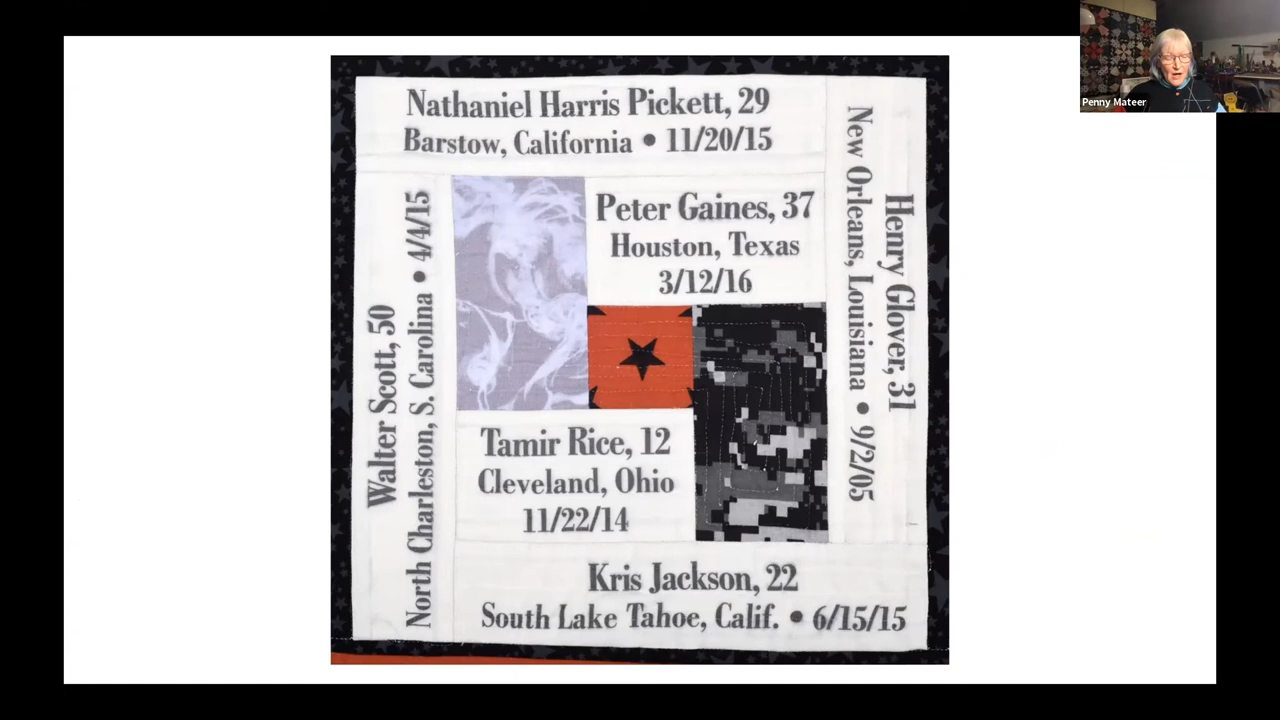 Nathaniel Harris Pickett, 29
Barstow, California • 11/20/15
Peter Gaines, 37
Houston, Texas
3/12/16
Henry Glover, 31
New Orleans, Louisiana • 9/2/05
Walter Scott, 50
North Charleston, S. Carolina • 4/4/15
Tamir Rice, 12
Cleveland, Ohio
11/22/14
Kris Jackson, 22
South Lake Tahoe, Calif. • 6/15/15
Penny Mateer